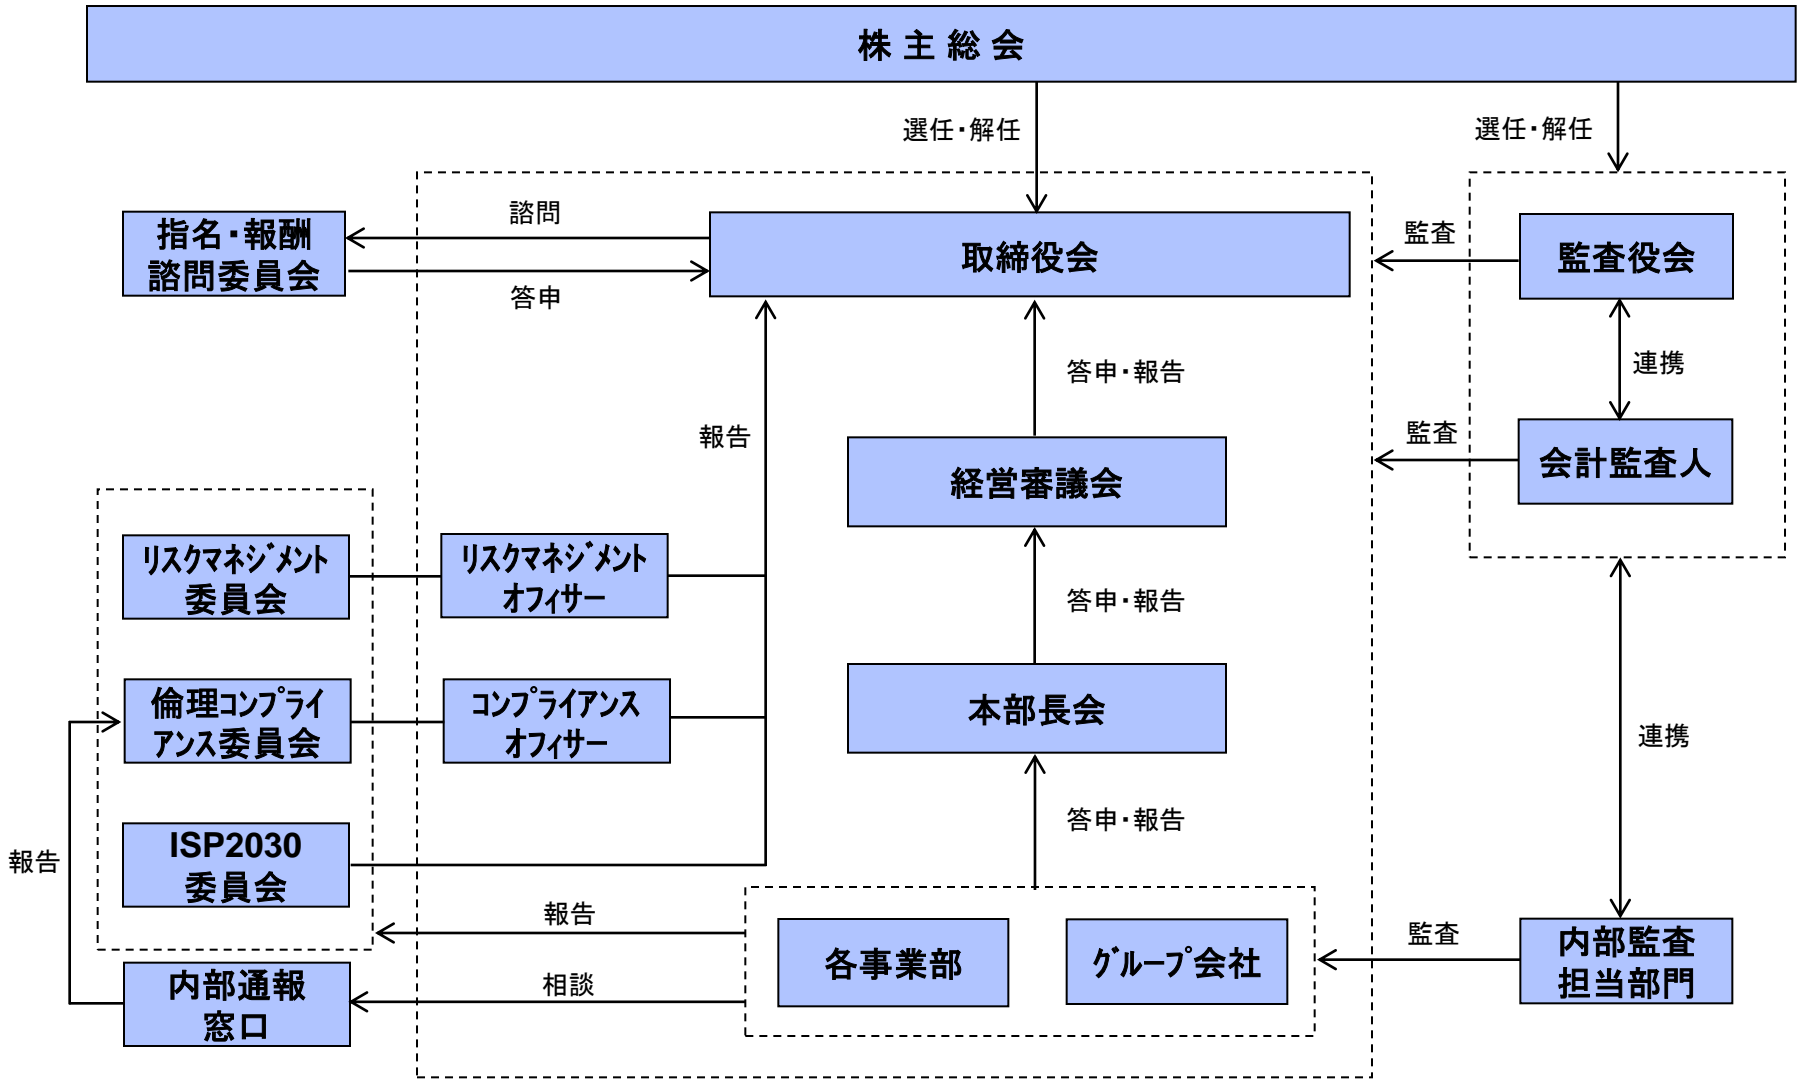 株 主 総 会
選任・解任
選任・解任
指名・報酬
諮問委員会
諮問
答申
取締役会
監査
監査役会
連携
監査
会計監査人
答申・報告
報告
経営審議会
ﾘｽｸﾏﾈｼﾞﾒﾝﾄ
委員会
ﾘｽｸﾏﾈｼﾞﾒﾝﾄ
ｵﾌｨｻｰ
答申・報告
倫理ｺﾝﾌﾟﾗｲ
ｱﾝｽ委員会
ｺﾝﾌﾟﾗｲｱﾝｽ
ｵﾌｨｻｰ
本部長会
連携
答申・報告
ISP2030
委員会
報告
報告
相談
各事業部
ｸﾞﾙｰﾌﾟ会社
監査
内部監査
担当部門
内部通報
窓口